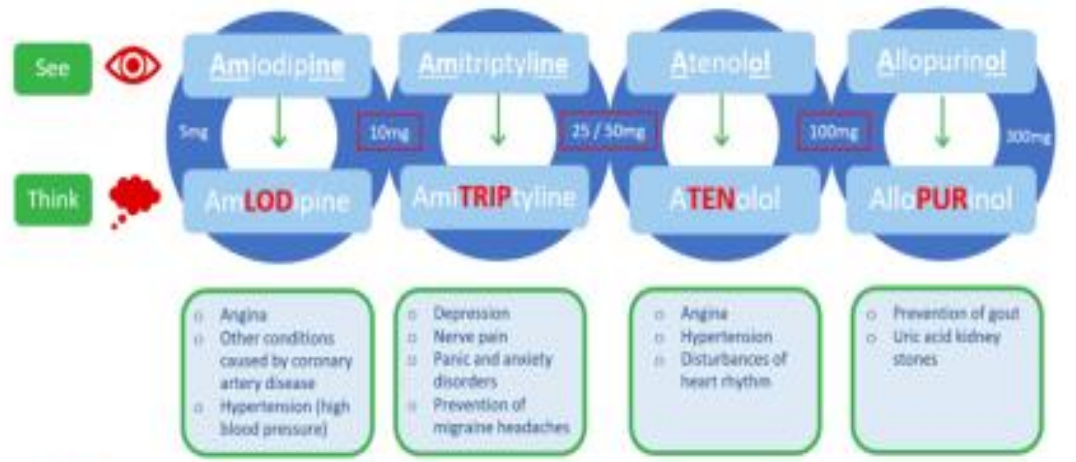 See
Amlodipine
Amitriptyline
Atenolol
Allopurinol
5mg
10mg
25 / 50mg
100mg
300mg
Think
AmLODipine
AmiTRIPtyline
ATENolol
AlloPURinol
o Angina
o Other conditions
caused by coronary
artery disease
o Hypertension (high
blood pressure)
o Depression
o Nerve pain
o Panic and anxiety
disorders
o Prevention of
migraine headaches
o Angina
o Hypertension
o Disturbances of
heart rhythm
o Prevention of gout
o Uric acid kidney
stones